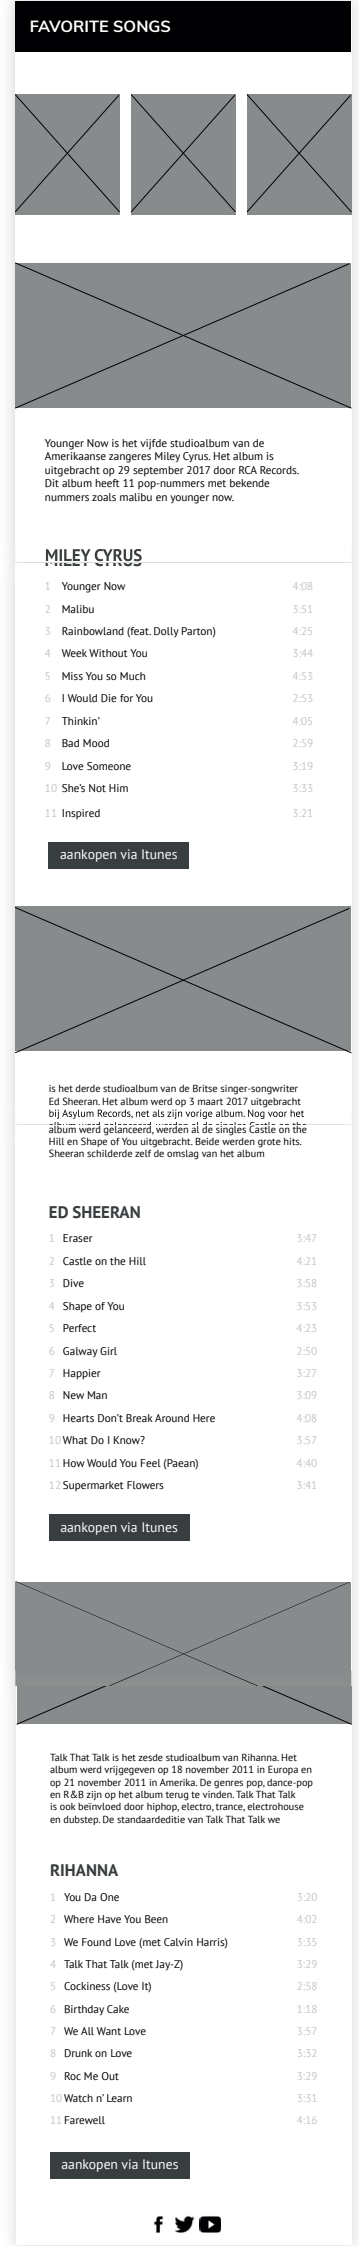 FAVORITE SONGS
Younger Now is het vijfde studioalbum van de
Amerikaanse zangeres Miley Cyrus. Het album is
uitgebracht op 29 september 2017 door RCA Records.
Dit album heeft 11 pop-nummers met bekende
nummers zoals malibu en younger now.
MILEY CYRUS
1 Younger Now 4:08
2 Malibu 3:51
3 Rainbowland (feat. Dolly Parton) 4:25
4 Week Without You 3:44
5 Miss You so Much 4:53
6 I Would Die for You 2:53
7 Thinkin' 4:05
8 Bad Mood 2:59
9 Love Someone 3:19
10 She's Not Him 3:33
11 Inspired 3:21
aankopen via Itunes
is het derde studioalbum van de Britse singer-songwriter
Ed Sheeran. Het album werd op 3 maart 2017 uitgebracht
bij Asylum Records, net als zijn vorige album. Nog voor het
album werd gelanceerd, werden al de singles Castle on the
Hill en Shape of You uitgebracht. Beide werden grote hits.
Sheeran schilderde zelf de omslag van het album
ED SHEERAN
1 Eraser 3:47
2 Castle on the Hill 4:21
3 Dive 3:58
4 Shape of You 3:53
5 Perfect 4:23
6 Galway Girl 2:50
7 Happier 3:27
8 New Man 3:09
9 Hearts Don't Break Around Here 4:08
10 What Do I Know? 3:57
11 How Would You Feel (Paean) 4:40
12 Supermarket Flowers 3:41
aankopen via Itunes
Talk That Talk is het zesde studioalbum van Rihanna. Het
album werd vrijgegeven op 18 november 2011 in Europa en
op 21 november 2011 in Amerika. De genres pop, dance-pop
en R&B zijn op het album terug te vinden. Talk That Talk
is ook beïnvloed door hiphop, electro, trance, electrohouse
en dubstep. De standaardeditie van Talk That Talk we
RIHANNA
1 You Da One 3:20
2 Where Have You Been 4:02
3 We Found Love (met Calvin Harris) 3:35
4 Talk That Talk (met Jay-Z) 3:29
5 Cockiness (Love It) 2:58
6 Birthday Cake 1:18
7 We All Want Love 3:57
8 Drunk on Love 3:32
9 Roc Me Out 3:29
10 Watch n' Learn 3:31
11 Farewell 4:16
aankopen via Itunes